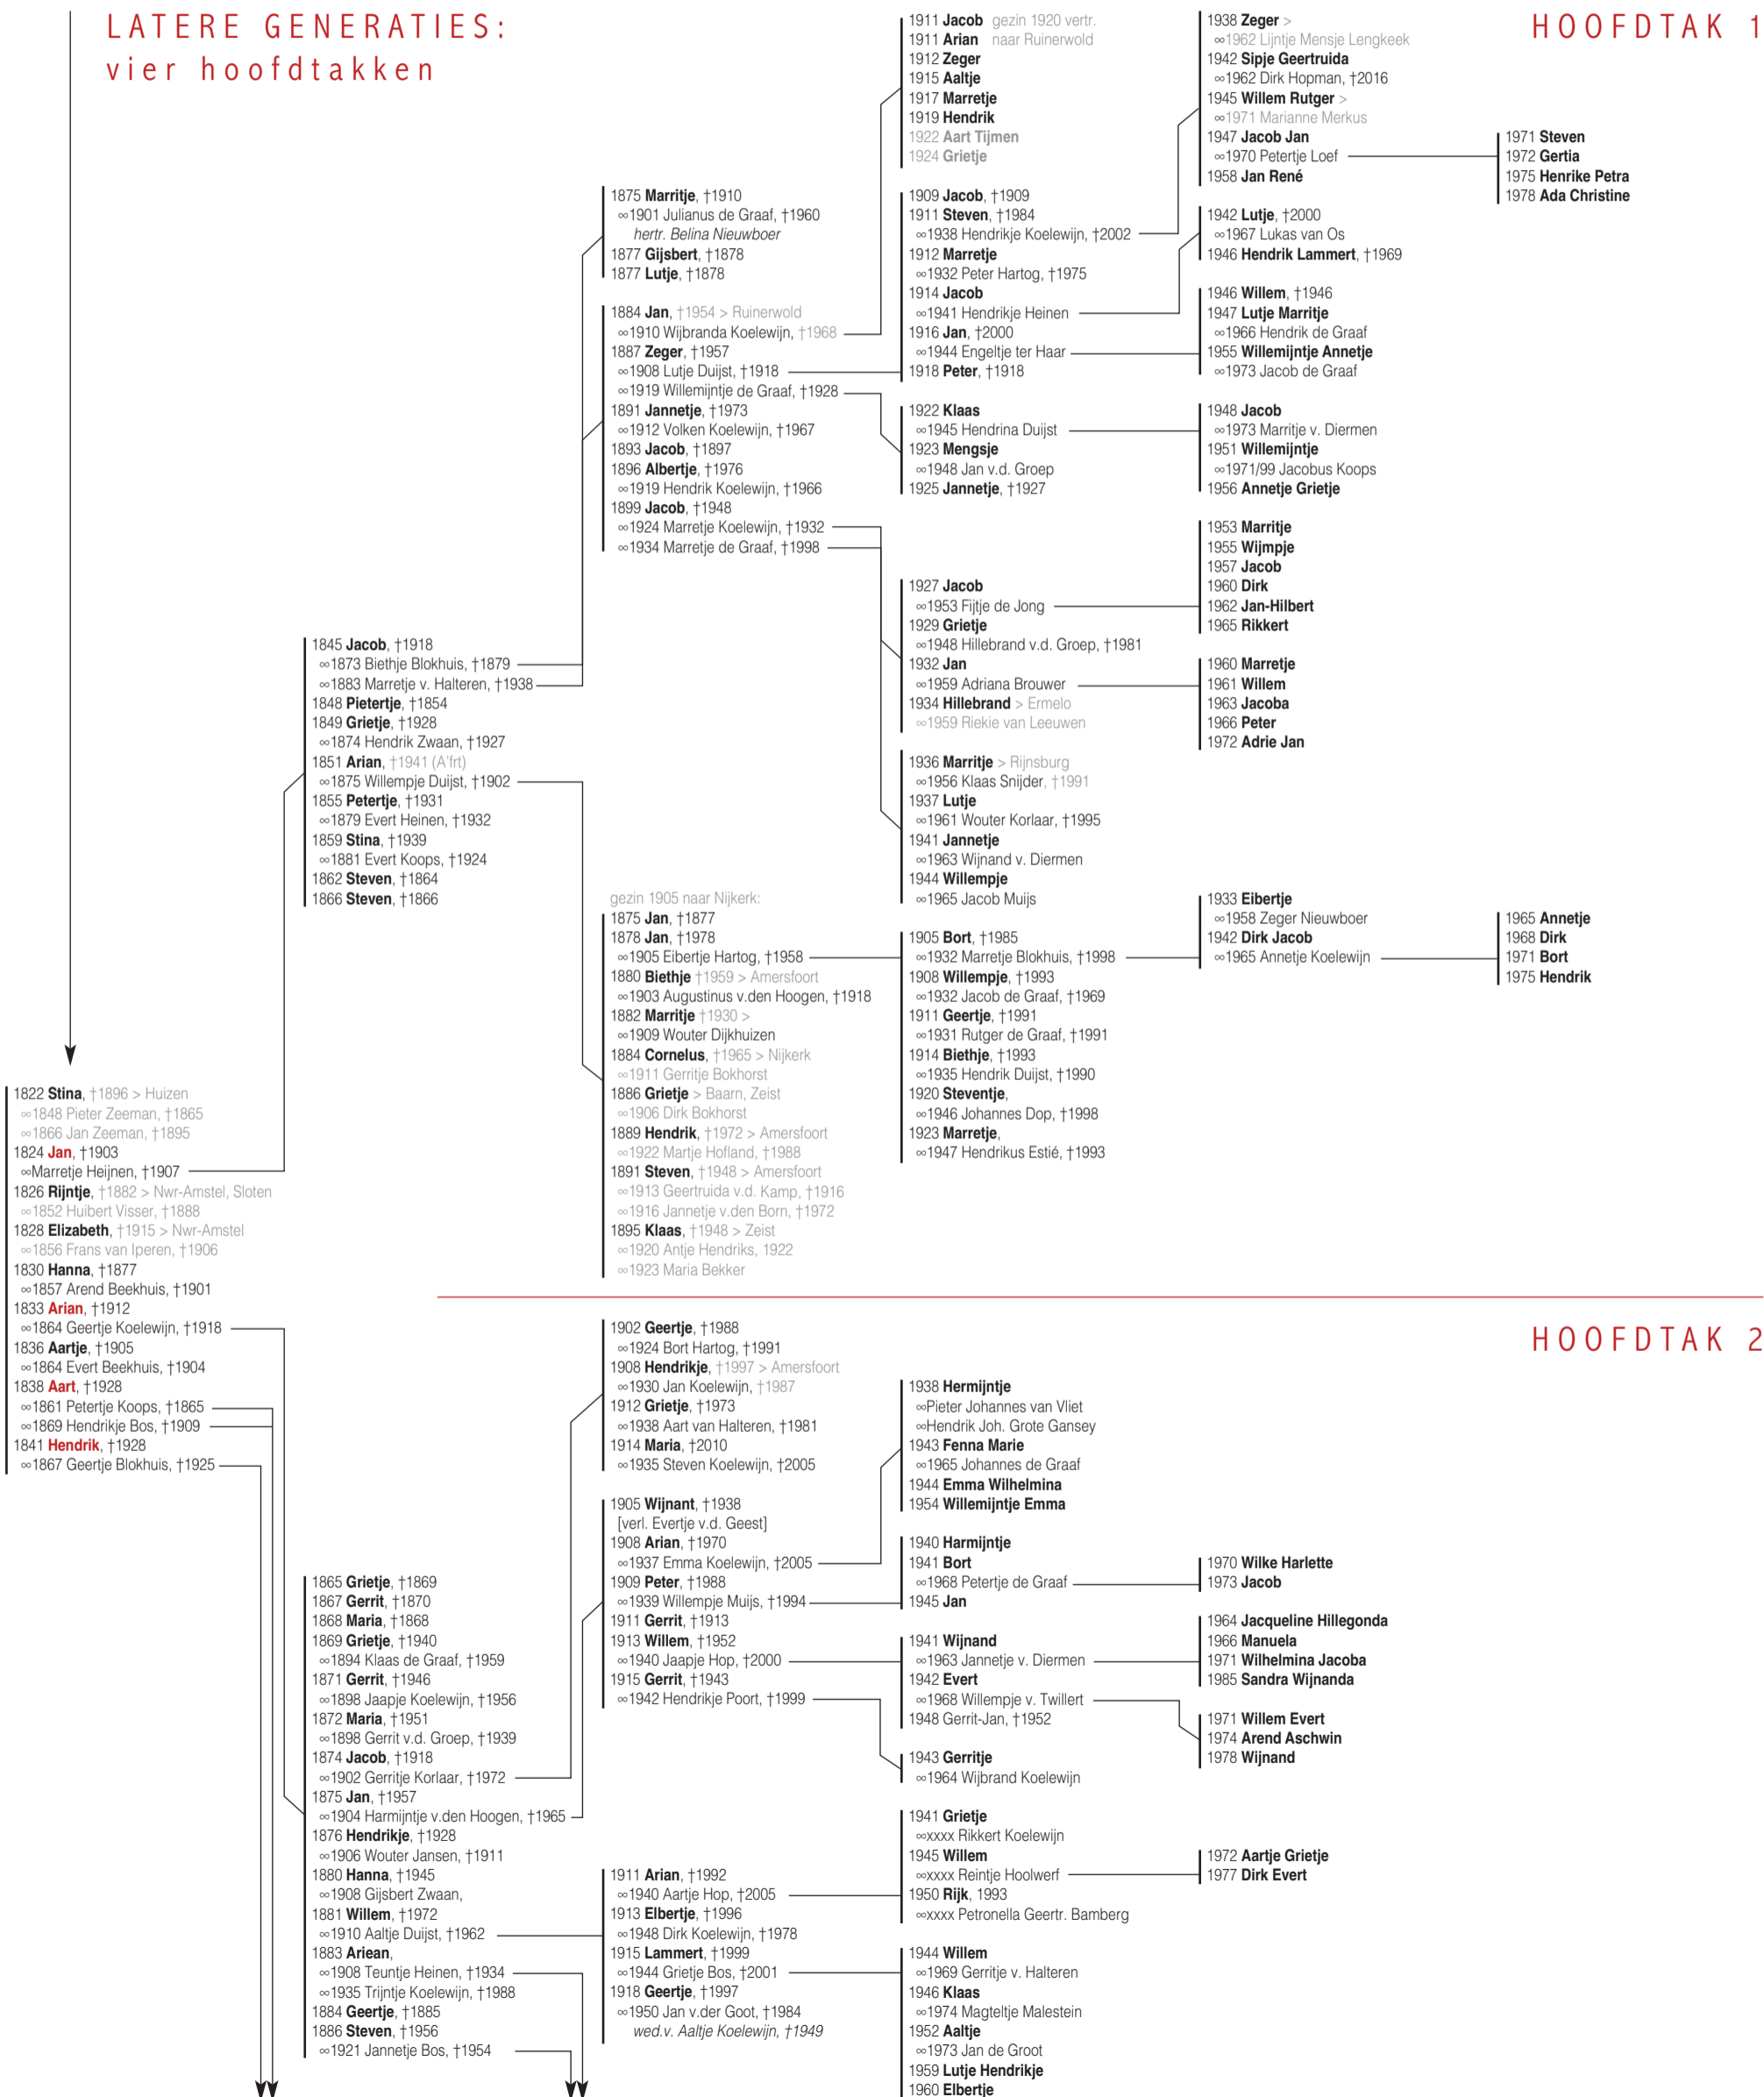 LATERE GENERATIES:
vier hoofdtakken
HOOFDTAK 1
1822 Stina, †1896 > Huizen
∞1848 Pieter Zeeman, †1865
∞1866 Jan Zeeman, †1895
1824 Jan, †1903
∞Marretje Heijnen, †1907
1826 Rijntje, †1882 > Nwr-Amstel, Sloten
∞1852 Huibert Visser, †1888
1828 Elizabeth, †1915 > Nwr-Amstel
∞1856 Frans van Iperen, †1906
1830 Hanna, †1877
∞1857 Arend Beekhuis, †1901
1833 Arian, †1912
∞1864 Geertje Koelewijn, †1918
1836 Aartje, †1905
∞1864 Evert Beekhuis, †1904
1838 Aart, †1928
∞1861 Petertje Koops, †1865
∞1869 Hendrikje Bos, †1909
1841 Hendrik, †1928
∞1867 Geertje Blokhuis, †1925
1845 Jacob, †1918
∞1873 Biethje Blokhuis, †1879
∞1883 Marretje v. Halteren, †1938
1848 Pietertje, †1854
1849 Grietje, †1928
∞1874 Hendrik Zwaan, †1927
1851 Arian, †1941 (A'frt)
∞1875 Willempje Duijst, †1902
1855 Petertje, †1931
∞1879 Evert Heinen, †1932
1859 Stina, †1939
∞1881 Evert Koops, †1924
1862 Steven, †1864
1866 Steven, †1866
1875 Marritje, †1910
∞1901 Julianus de Graaf, †1960
hertr. Belina Nieuwboer
1877 Gijsbert, †1878
1877 Lutje, †1878
1884 Jan, †1954 > Ruinerwold
∞1910 Wijbranda Koelewijn, †1968
1887 Zeger, †1957
∞1908 Lutje Duijst, †1918
∞1919 Willemijntje de Graaf, †1928
1891 Jannetje, †1973
∞1912 Volken Koelewijn, †1967
1893 Jacob, †1897
1896 Albertje, †1976
∞1919 Hendrik Koelewijn, †1966
1899 Jacob, †1948
∞1924 Marretje Koelewijn, †1932
∞1934 Marretje de Graaf, †1998
gezin 1905 naar Nijkerk:
1875 Jan, †1877
1878 Jan, †1978
∞1905 Eibertje Hartog, †1958
1880 Biethje †1959 > Amersfoort
∞1903 Augustinus v.den Hoogen, †1918
1882 Marritje †1930 >
∞1909 Wouter Dijkhuizen
1884 Cornelus, †1965 > Nijkerk
∞1911 Gerritje Bokhorst
1886 Grietje > Baarn, Zeist
∞1906 Dirk Bokhorst
1889 Hendrik, †1972 > Amersfoort
∞1922 Martje Hofland, †1988
1891 Steven, †1948 > Amersfoort
∞1913 Geertruida v.d. Kamp, †1916
∞1916 Jannetje v.den Born, †1972
1895 Klaas, †1948 > Zeist
∞1920 Antje Hendriks, 1922
∞1923 Maria Bekker
1911 Jacob gezin 1920 vertr.
1911 Arian naar Ruinerwold
1912 Zeger
1915 Aaltje
1917 Marretje
1919 Hendrik
1922 Aart Tijmen
1924 Grietje
1909 Jacob, †1909
1911 Steven, †1984
∞1938 Hendrikje Koelewijn, †2002
1912 Marretje
∞1932 Peter Hartog, †1975
1914 Jacob
∞1941 Hendrikje Heinen
1916 Jan, †2000
∞1944 Engeltje ter Haar
1918 Peter, †1918
1922 Klaas
∞1945 Hendrina Duijst
1923 Mengsje
∞1948 Jan v.d. Groep
1925 Jannetje, †1927
1927 Jacob
∞1953 Fijtje de Jong
1929 Grietje
∞1948 Hillebrand v.d. Groep, †1981
1932 Jan
∞1959 Adriana Brouwer
1934 Hillebrand > Ermelo
∞1959 Riekie van Leeuwen
1936 Marritje > Rijnsburg
∞1956 Klaas Snijder, †1991
1937 Lutje
∞1961 Wouter Korlaar, †1995
1941 Jannetje
∞1963 Wijnand v. Diermen
1944 Willempje
∞1965 Jacob Muijs
1905 Bort, †1985
∞1932 Marretje Blokhuis, †1998
1908 Willempje, †1993
∞1932 Jacob de Graaf, †1969
1911 Geertje, †1991
∞1931 Rutger de Graaf, †1991
1914 Biethje, †1993
∞1935 Hendrik Duijst, †1990
1920 Steventje,
∞1946 Johannes Dop, †1998
1923 Marretje,
∞1947 Hendrikus Estié, †1993
1938 Zeger >
∞1962 Lijntje Mensje Lengkeek
1942 Sipje Geertruida
∞1962 Dirk Hopman, †2016
1945 Willem Rutger >
∞1971 Marianne Merkus
1947 Jacob Jan
∞1970 Petertje Loef
1958 Jan René
1942 Lutje, †2000
∞1967 Lukas van Os
1946 Hendrik Lammert, †1969
1946 Willem, †1946
1947 Lutje Marritje
∞1966 Hendrik de Graaf
1955 Willemijntje Annetje
∞1973 Jacob de Graaf
1948 Jacob
∞1973 Marritje v. Diermen
1951 Willemijntje
∞1971/99 Jacobus Koops
1956 Annetje Grietje
1953 Marritje
1955 Wijmpje
1957 Jacob
1960 Dirk
1962 Jan-Hilbert
1965 Rikkert
1960 Marretje
1961 Willem
1963 Jacoba
1966 Peter
1972 Adrie Jan
1933 Eibertje
∞1958 Zeger Nieuwboer
1942 Dirk Jacob
∞1965 Annetje Koelewijn
1971 Steven
1972 Gertia
1975 Henrike Petra
1978 Ada Christine
1965 Annetje
1968 Dirk
1971 Bort
1975 Hendrik
HOOFDTAK 2
1865 Grietje, †1869
1867 Gerrit, †1870
1868 Maria, †1868
1869 Grietje, †1940
∞1894 Klaas de Graaf, †1959
1871 Gerrit, †1946
∞1898 Jaapje Koelewijn, †1956
1872 Maria, †1951
∞1898 Gerrit v.d. Groep, †1939
1874 Jacob, †1918
∞1902 Gerritje Korlaar, †1972
1875 Jan, †1957
∞1904 Harmijntje v.den Hoogen, †1965
1876 Hendrikje, †1928
∞1906 Wouter Jansen, †1911
1880 Hanna, †1945
∞1908 Gijsbert Zwaan,
1881 Willem, †1972
∞1910 Aaltje Duijst, †1962
1883 Ariean,
∞1908 Teuntje Heinen, †1934
∞1935 Trijntje Koelewijn, †1988
1884 Geertje, †1885
1886 Steven, †1956
∞1921 Jannetje Bos, †1954
1902 Geertje, †1988
∞1924 Bort Hartog, †1991
1908 Hendrikje, †1997 > Amersfoort
∞1930 Jan Koelewijn, †1987
1912 Grietje, †1973
∞1938 Aart van Halteren, †1981
1914 Maria, †2010
∞1935 Steven Koelewijn, †2005
1905 Wijnant, †1938
[verl. Evertje v.d. Geest]
1908 Arian, †1970
∞1937 Emma Koelewijn, †2005
1909 Peter, †1988
∞1939 Willempje Muijs, †1994
1911 Gerrit, †1913
1913 Willem, †1952
∞1940 Jaapje Hop, †2000
1915 Gerrit, †1943
∞1942 Hendrikje Poort, †1999
1911 Arian, †1992
∞1940 Aartje Hop, †2005
1913 Elbertje, †1996
∞1948 Dirk Koelewijn, †1978
1915 Lammert, †1999
∞1944 Grietje Bos, †2001
1918 Geertje, †1997
∞1950 Jan v.der Goot, †1984
wed.v. Aaltje Koelewijn, †1949
1938 Hermijntje
∞Pieter Johannes van Vliet
∞Hendrik Joh. Grote Gansey
1943 Fenna Marie
∞1965 Johannes de Graaf
1944 Emma Wilhelmina
1954 Willemijntje Emma
1940 Harmijntje
1941 Bort
∞1968 Petertje de Graaf
1945 Jan
1941 Wijnand
∞1963 Jannetje v. Diermen
1942 Evert
∞1968 Willempje v. Twillert
1948 Gerrit-Jan, †1952
1943 Gerritje
∞1964 Wijbrand Koelewijn
1941 Grietje
∞xxxx Rikkert Koelewijn
1945 Willem
∞xxxx Reintje Hoolwerf
1950 Rijk, 1993
∞xxxx Petronella Geertr. Bamberg
1944 Willem
∞1969 Gerritje v. Halteren
1946 Klaas
∞1974 Magteltje Malestein
1952 Aaltje
∞1973 Jan de Groot
1959 Lutje Hendrikje
1960 Elbertje
1970 Wilke Harlette
1973 Jacob
1964 Jacqueline Hillegonda
1966 Manuela
1971 Wilhelmina Jacoba
1985 Sandra Wijnanda
1971 Willem Evert
1974 Arend Aschwin
1978 Wijnand
1972 Aartje Grietje
1977 Dirk Evert